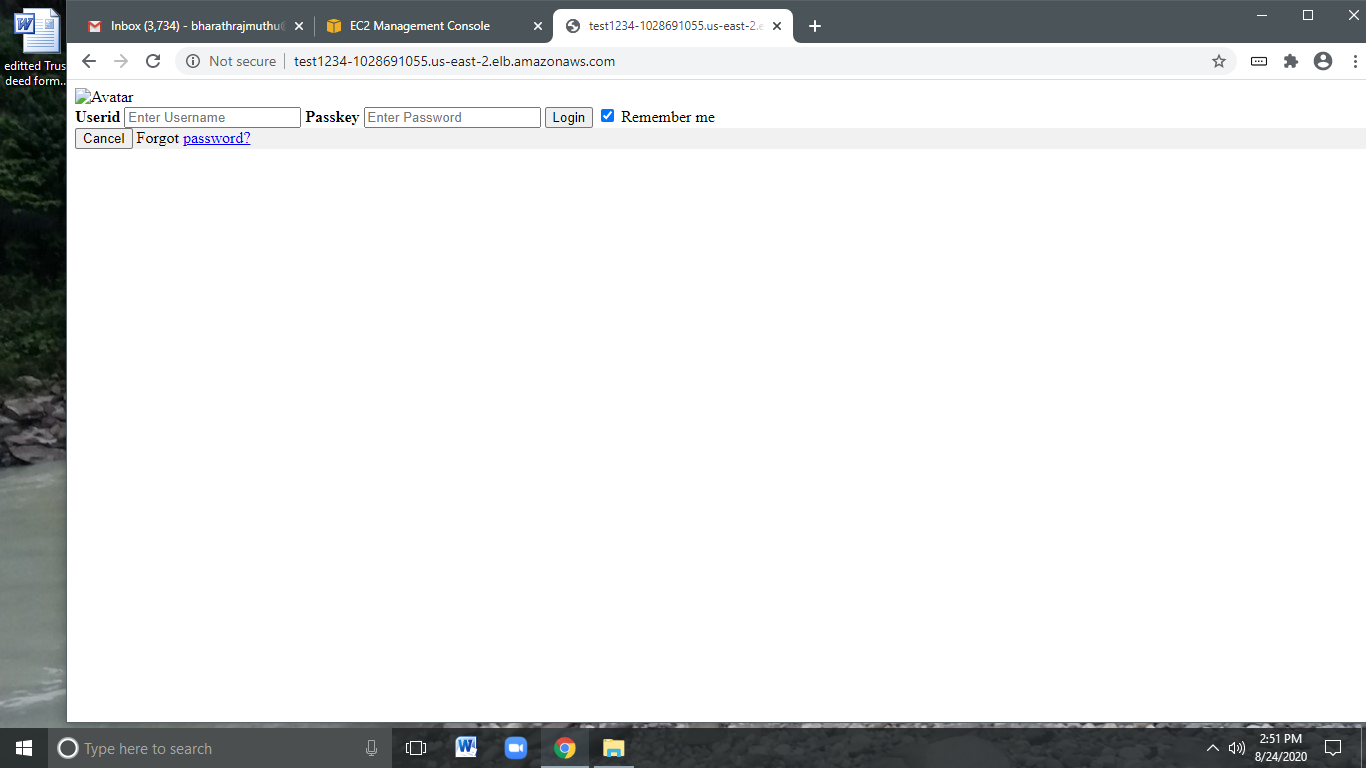 editted Trus
deed form..
Inbox (3,734) - bharathrajmuthu
EC2 Management Console
test1234-1028691055.us-east-2.e
Not secure
test1234-1028691055.us-east-2.elb.amazonaws.com
Avatar
Userid Enter Username Passkey Enter Password Login Remember me
Cancel Forgot password?
Type here to search
2:51 PM
8/24/2020